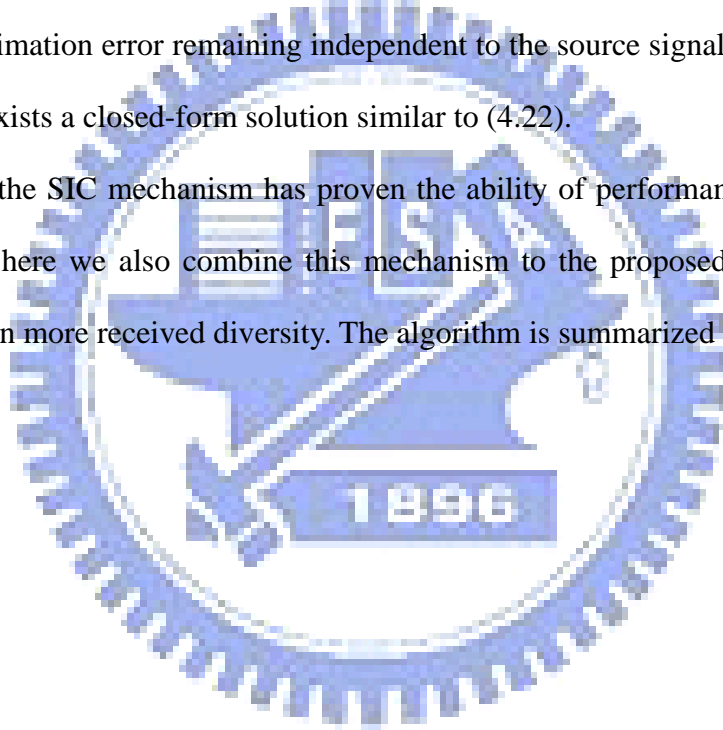 imation error remaining independent to the source signal
xists a closed-form solution similar to (4.22).
the SIC mechanism has proven the ability of performan
here we also combine this mechanism to the proposed
n more received diversity. The algorithm is summarized
E S A
1896